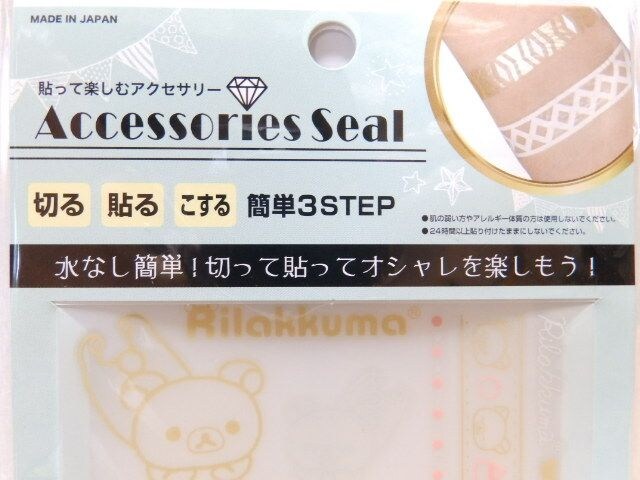 MADE IN JAPAN
貼って楽しむアクセサリー
Accessories Seal
切る 貼る こする 簡単3STEP
●肌の弱い方やアレルギー体質の方は使用しないでください。
●24時間以上貼り付けたままにしないでください。
水なし簡単！切って貼ってオシャレを楽しもう！
Rilakkuma®
Rilakkuma